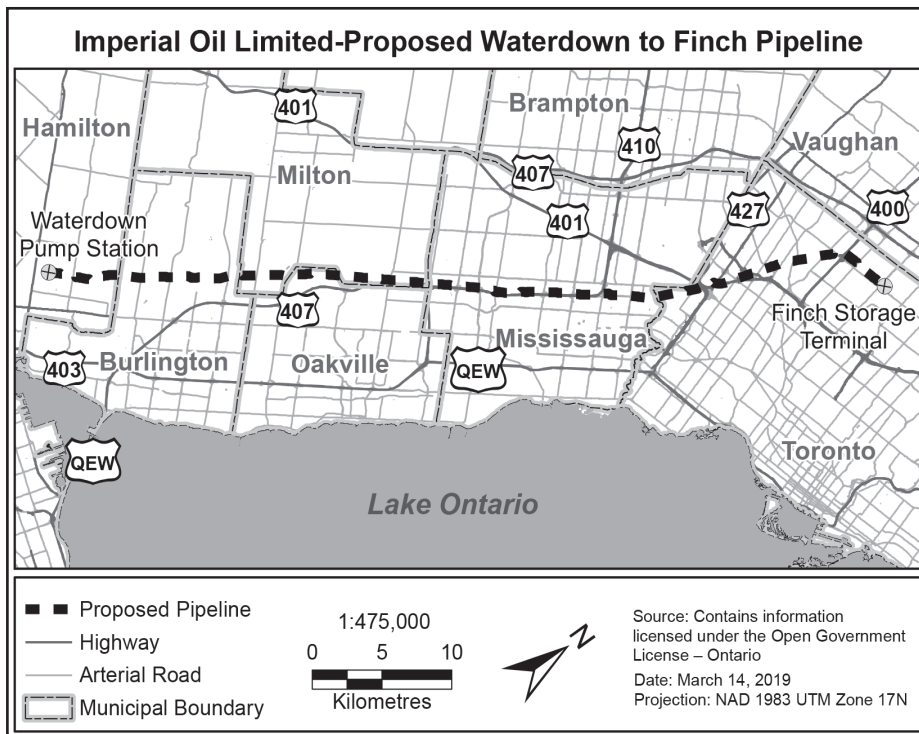 Imperial Oil Limited-Proposed Waterdown to Finch Pipeline
Hamilton
401
Brampton
410
Vaughan
Milton
407
427
400
401
Waterdown
Pump Station
407
Finch Storage
Terminal
403
Burlington
Oakville
QEW
Mississauga
QEW
Toronto
Lake Ontario
Proposed Pipeline
Highway
Arterial Road
Municipal Boundary
1:475,000
0 5 10
Kilometres
N
Source: Contains information
licensed under the Open Government
License – Ontario
Date: March 14, 2019
Projection: NAD 1983 UTM Zone 17N